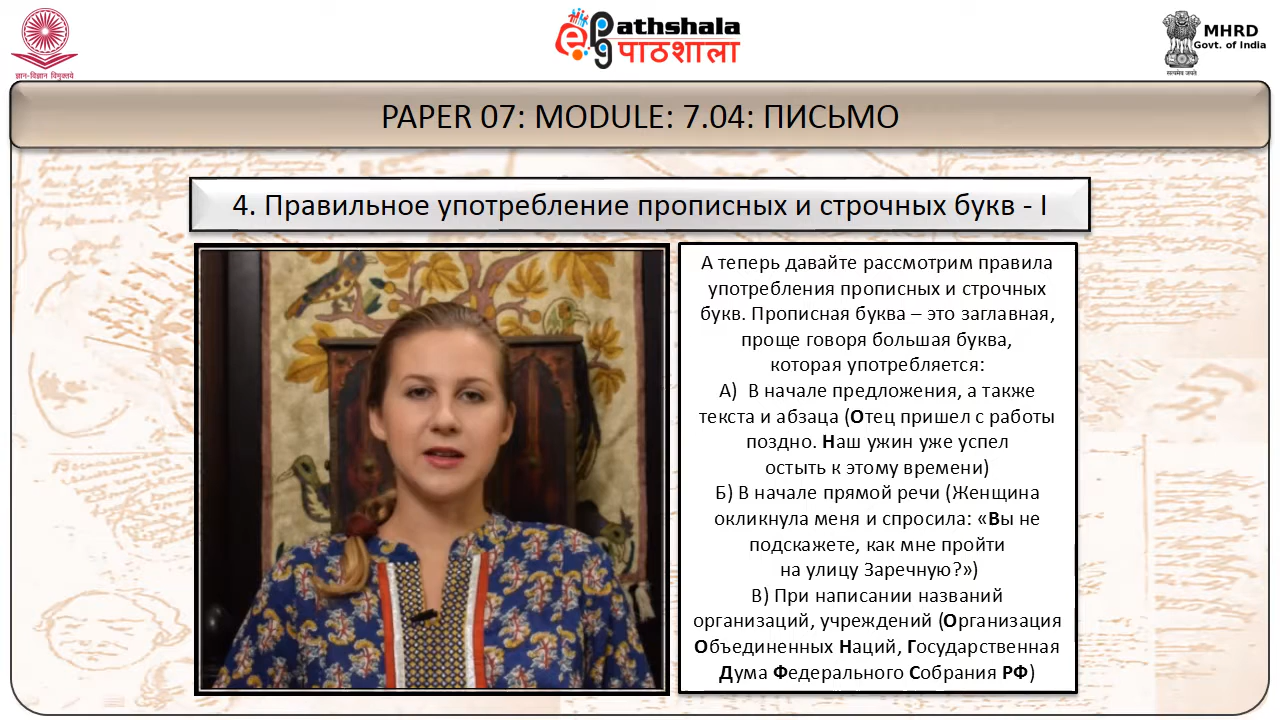 ज्ञान-विज्ञान विमुक्तये
ePathshala
पाठशाला
MHRD
Govt. of India
सत्यमेव जयते
PAPER 07: MODULE: 7.04: ПИСЬМО
4. Правильное употребление прописных и строчных букв - I
А теперь давайте рассмотрим правила
употребления прописных и строчных
букв. Прописная буква – это заглавная,
проще говоря большая буква,
которая употребляется:
А) В начале предложения, а также
текста и абзаца (Отец пришел с работы
поздно. Наш ужин уже успел
остыть к этому времени)
Б) В начале прямой речи (Женщина
окликнула меня и спросила: «Вы не
подскажете, как мне пройти
на улицу Заречную?»)
В) При написании названий
организаций, учреждений (Организация
Объединенных Наций, Государственная
Дума Федерального Собрания РФ)